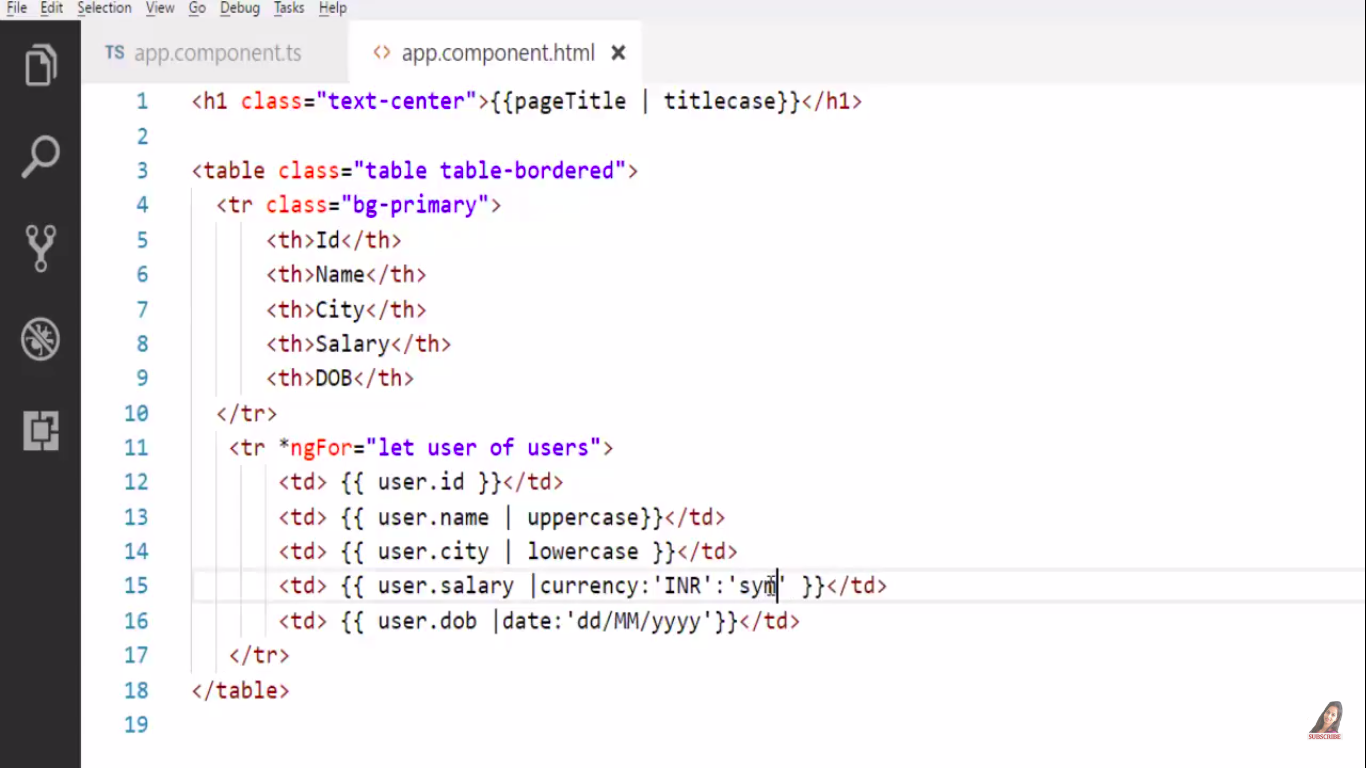 File Edit Selection View Go Debug Tasks Help
TS app.component.ts <> app.component.html
1 <h1 class="text-center">{{pageTitle | titlecase}}</h1>
2
3 <table class="table table-bordered">
4 <tr class="bg-primary">
5 <th>Id</th>
6 <th>Name</th>
7 <th>City</th>
8 <th>Salary</th>
9 <th>DOB</th>
10 </tr>
11 <tr *ngFor="let user of users">
12 <td> {{ user.id }}</td>
13 <td> {{ user.name | uppercase}}</td>
14 <td> {{ user.city | lowercase }}</td>
15 <td> {{ user.salary |currency:'INR':'sym' }}</td>
16 <td> {{ user.dob |date:'dd/MM/yyyy'}}</td>
17 </tr>
18 </table>
19
SUBSCRIBE